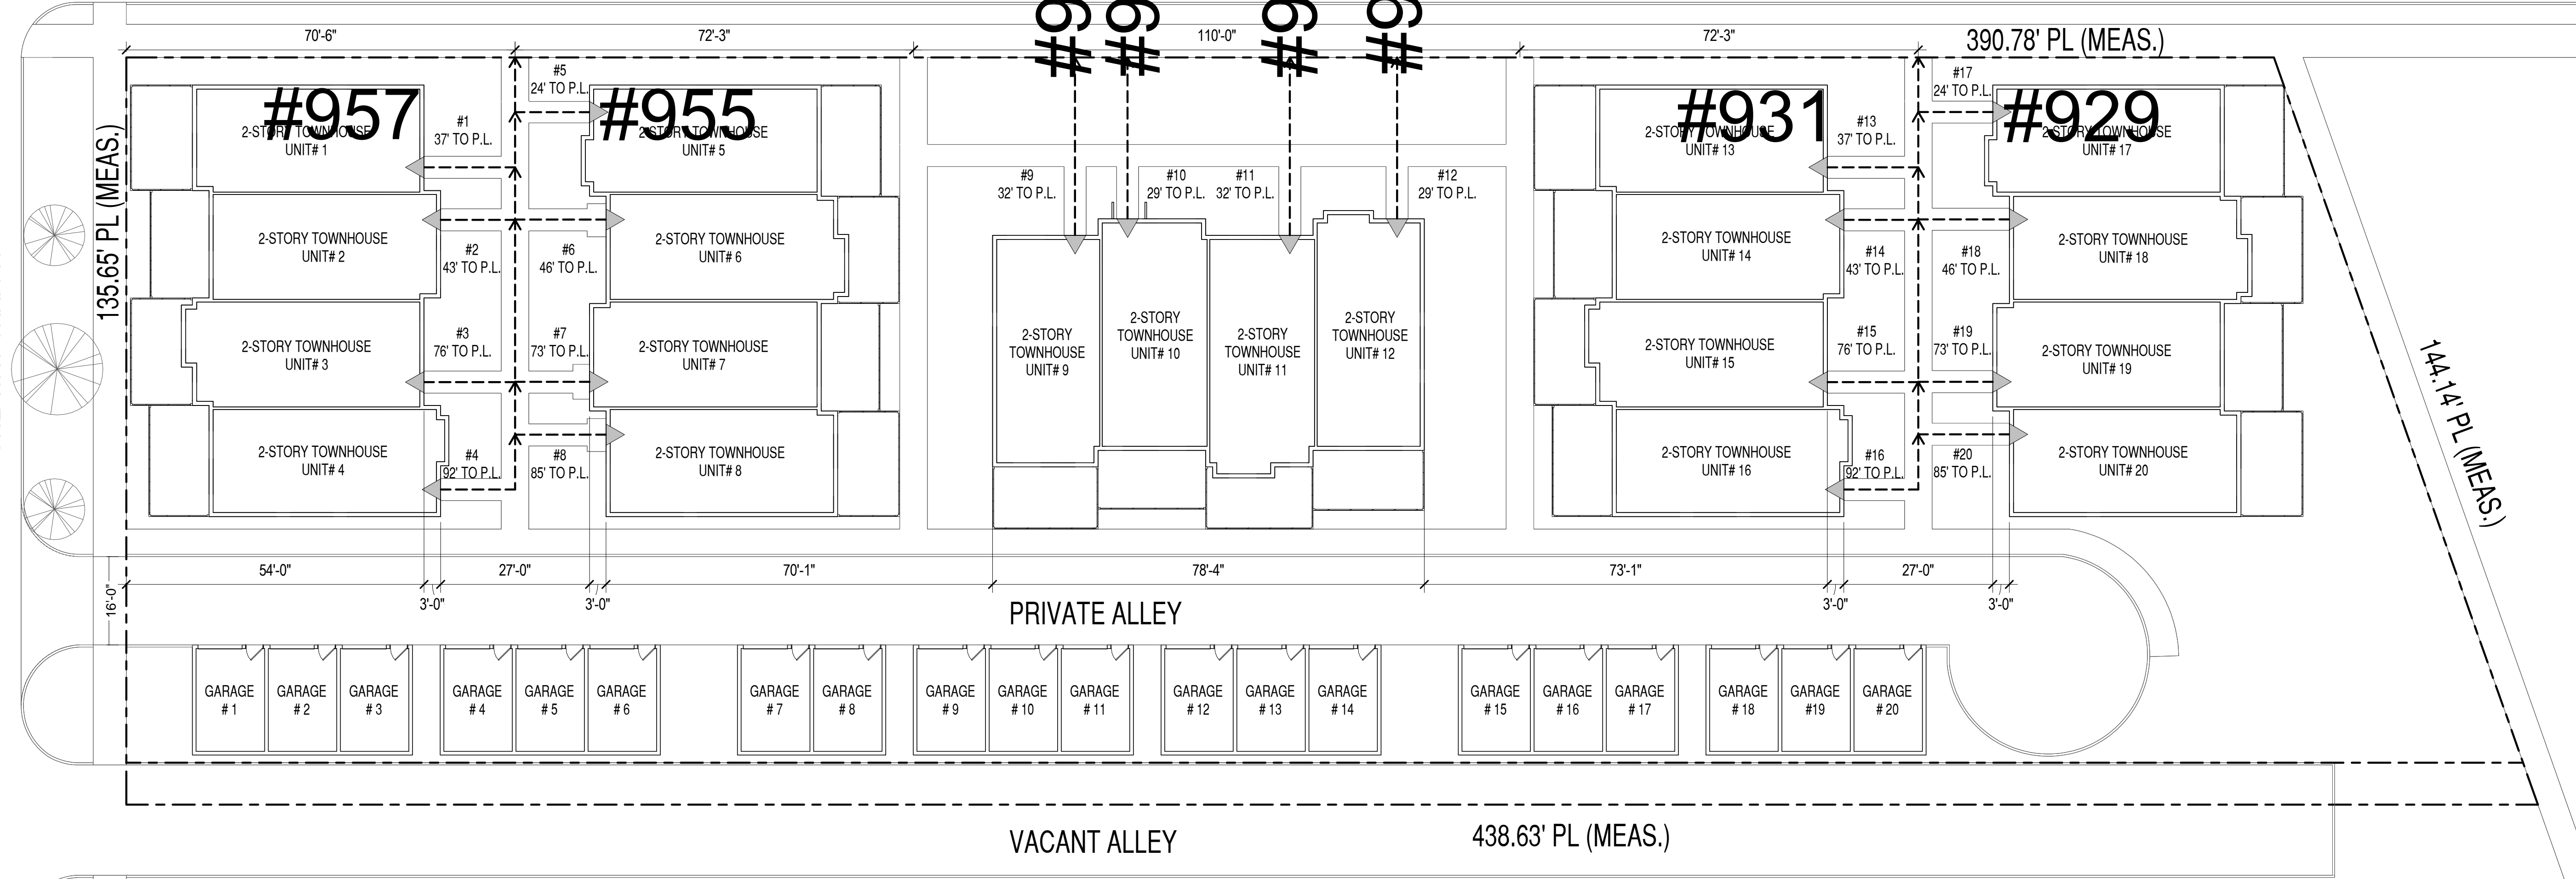 70'-6"
72'-3"
110'-0"
72'-3"
390.78' PL (MEAS.)
#9
#9
#9
#9
#957
#955
#931
#929
135.65' PL (MEAS.)
144.14' PL (MEAS.)
2-STORY TOWNHOUSE
UNIT# 1
#1
37' TO P.L.
#5
24' TO P.L.
2-STORY TOWNHOUSE
UNIT# 5
2-STORY TOWNHOUSE
UNIT# 2
#2
43' TO P.L.
#6
46' TO P.L.
2-STORY TOWNHOUSE
UNIT# 6
2-STORY TOWNHOUSE
UNIT# 3
#3
76' TO P.L.
#7
73' TO P.L.
2-STORY TOWNHOUSE
UNIT# 7
2-STORY TOWNHOUSE
UNIT# 4
#4
92' TO P.L.
#8
85' TO P.L.
2-STORY TOWNHOUSE
UNIT# 8
#9
32' TO P.L.
#10
29' TO P.L.
#11
32' TO P.L.
#12
29' TO P.L.
2-STORY
TOWNHOUSE
UNIT# 9
2-STORY
TOWNHOUSE
UNIT# 10
2-STORY
TOWNHOUSE
UNIT# 11
2-STORY
TOWNHOUSE
UNIT# 12
2-STORY TOWNHOUSE
UNIT# 13
#13
37' TO P.L.
#17
24' TO P.L.
2-STORY TOWNHOUSE
UNIT# 17
2-STORY TOWNHOUSE
UNIT# 14
#14
43' TO P.L.
#18
46' TO P.L.
2-STORY TOWNHOUSE
UNIT# 18
2-STORY TOWNHOUSE
UNIT# 15
#15
76' TO P.L.
#19
73' TO P.L.
2-STORY TOWNHOUSE
UNIT# 19
2-STORY TOWNHOUSE
UNIT# 16
#16
92' TO P.L.
#20
85' TO P.L.
2-STORY TOWNHOUSE
UNIT# 20
16'-0"
54'-0"
3'-0"
27'-0"
3'-0"
70'-1"
78'-4"
73'-1"
3'-0"
27'-0"
3'-0"
PRIVATE ALLEY
GARAGE
# 1
GARAGE
# 2
GARAGE
# 3
GARAGE
# 4
GARAGE
# 5
GARAGE
# 6
GARAGE
# 7
GARAGE
# 8
GARAGE
# 9
GARAGE
# 10
GARAGE
# 11
GARAGE
# 12
GARAGE
# 13
GARAGE
# 14
GARAGE
# 15
GARAGE
# 16
GARAGE
# 17
GARAGE
# 18
GARAGE
#19
GARAGE
# 20
VACANT ALLEY
438.63' PL (MEAS.)